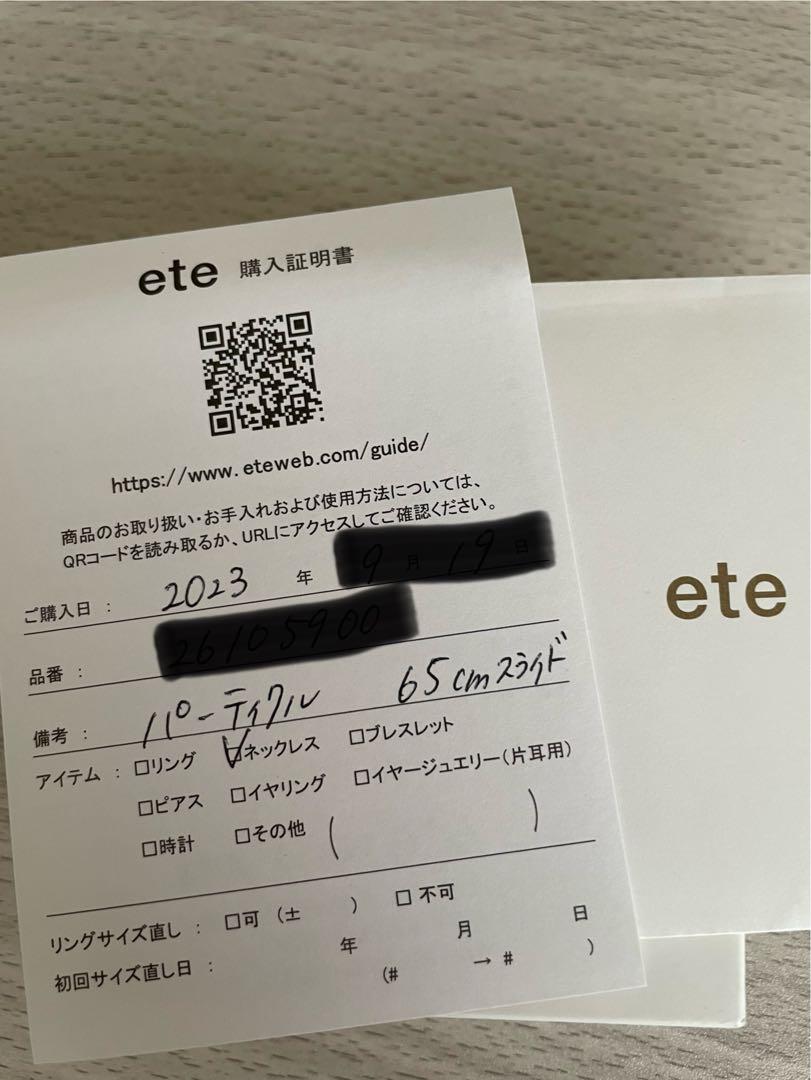 ete 購入証明書
https://www.eteweb.com/guide/
商品のお取り扱い・お手入れおよび使用方法については、
QRコードを読み取るか、URLにアクセスしてご確認ください。
ご購入日 : 2023 年 9 月 19 日
品番 : 26105900
備考 : パーティクル 65cmスライド
アイテム : □リング ☑ネックレス □ブレスレット
□ピアス □イヤリング □イヤージュエリー(片耳用)
□時計 □その他 ( )
リングサイズ直し : □可 (± ) □不可
初回サイズ直し日 : 年 月 日
(# → # )
ete